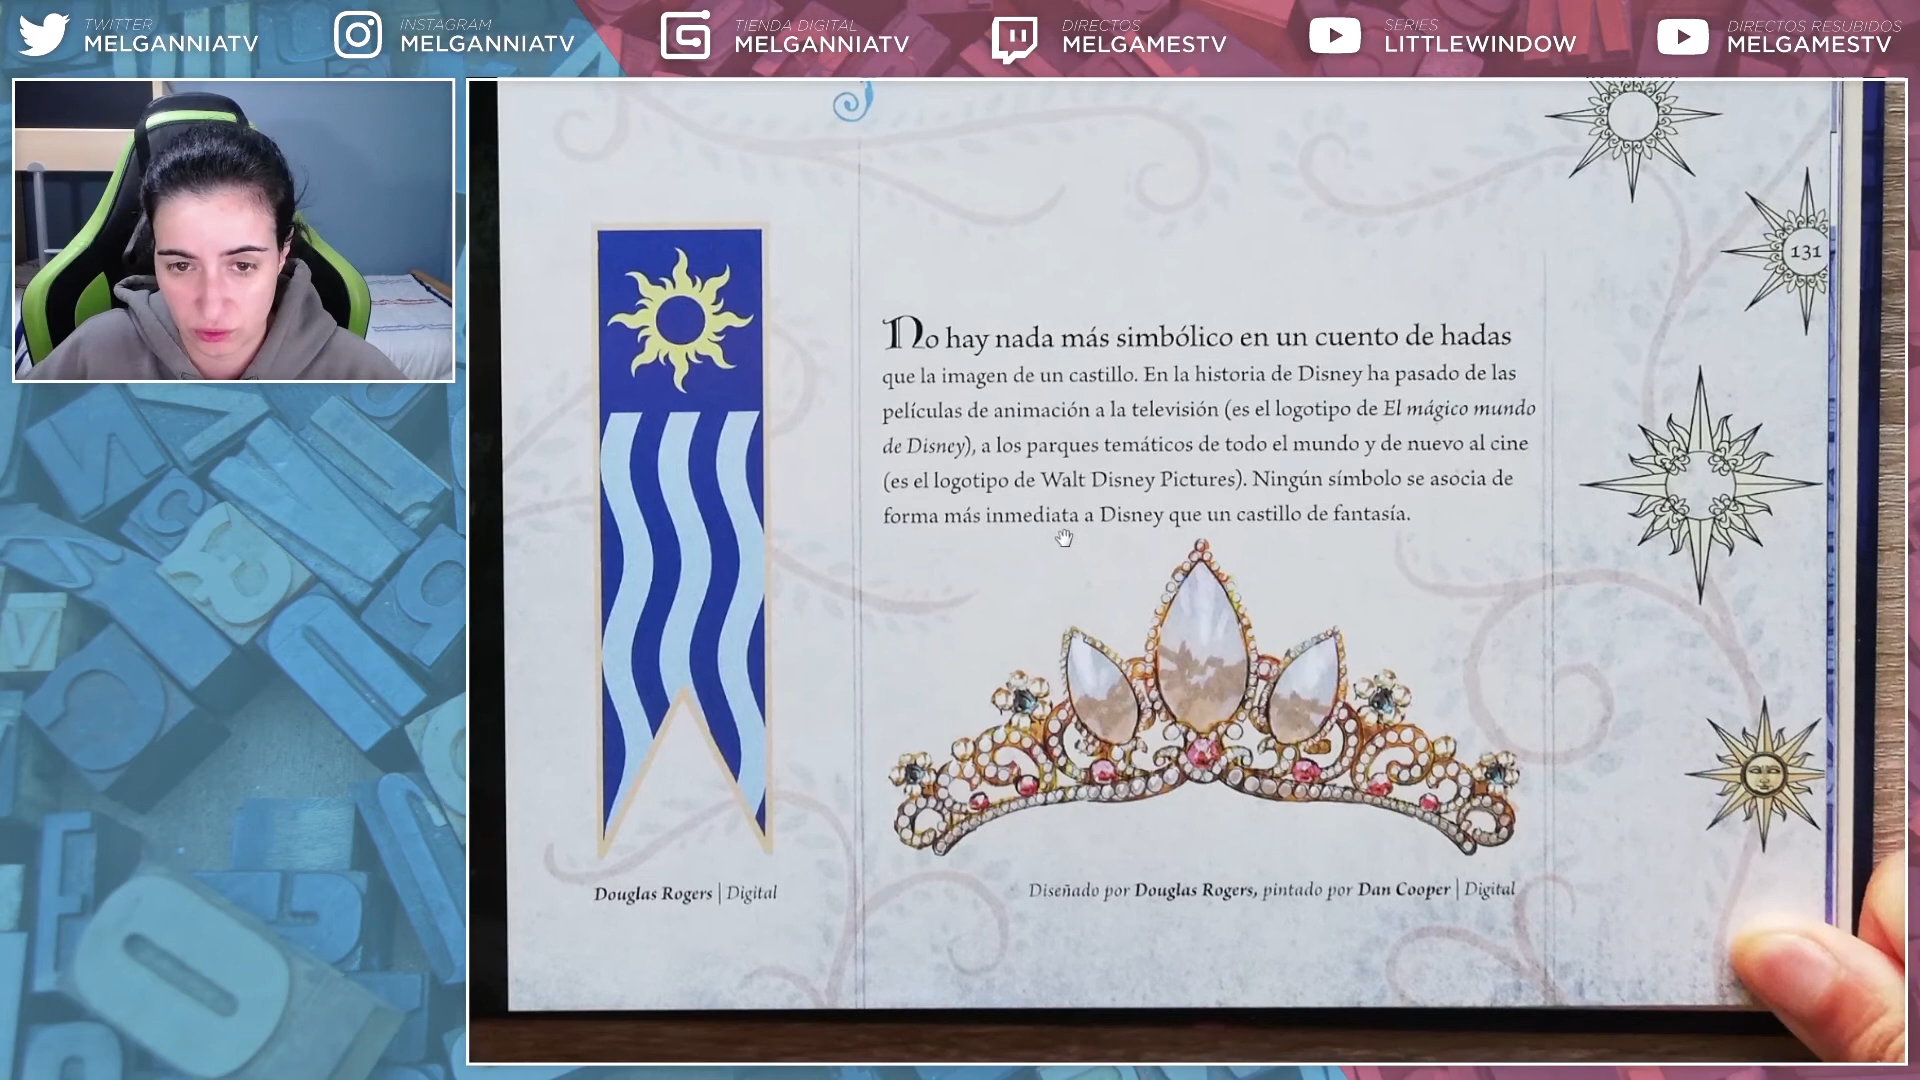 TWITTER
MELGANNIATV
INSTAGRAM
MELGANNIATV
TIENDA DIGITAL
MELGANNIATV
DIRECTOS
MELGAMESTV
SERIES
LITTLEWINDOW
DIRECTOS RESUBIDOS
MELGAMESTV
131
No hay nada más simbólico en un cuento de hadas
que la imagen de un castillo. En la historia de Disney ha pasado de las
películas de animación a la televisión (es el logotipo de El mágico mundo
de Disney), a los parques temáticos de todo el mundo y de nuevo al cine
(es el logotipo de Walt Disney Pictures). Ningún símbolo se asocia de
forma más inmediata a Disney que un castillo de fantasía.
Douglas Rogers | Digital
Diseñado por Douglas Rogers, pintado por Dan Cooper | Digital